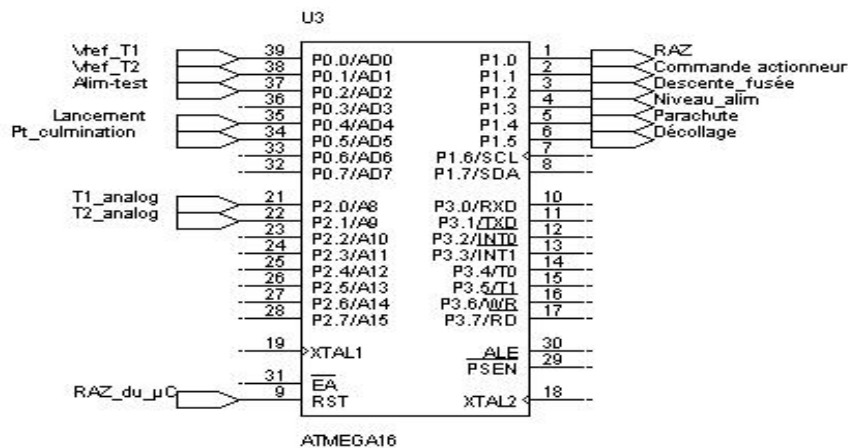 U3
Vref_T1 39 P0.0/AD0 P1.0 1 RAZ
Vref_T2 38 P0.1/AD1 P1.1 2 Commande actionneur
Alim-test 37 P0.2/AD2 P1.2 3 Descente_fusée
36 P0.3/AD3 P1.3 4 Niveau_alim
Lancement 35 P0.4/AD4 P1.4 5 Parachute
Pt_culmination 34 P0.5/AD5 P1.5 6 Décollage
33 P0.6/AD6 P1.6/SCL 7
32 P0.7/AD7 P1.7/SDA 8
T1_analog 21 P2.0/A8 P3.0/RXD 10
T2_analog 22 P2.1/A9 P3.1/TXD 11
23 P2.2/A10 P3.2/INT0 12
24 P2.3/A11 P3.3/INT1 13
25 P2.4/A12 P3.4/T0 14
26 P2.5/A13 P3.5/T1 15
27 P2.6/A14 P3.6/WR 16
28 P2.7/A15 P3.7/RD 17
19 XTAL1 ALE 30
PSEN 29
31 EA
RAZ_du_µC 9 RST XTAL2 18
ATMEGA16